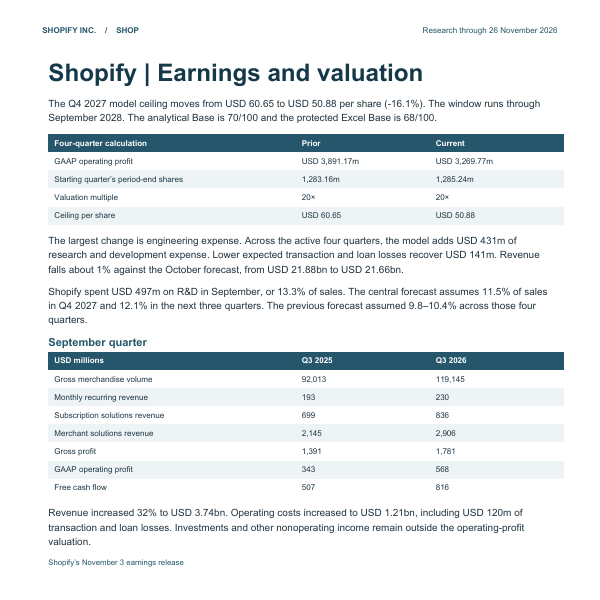 SHOPIFY INC. / SHOP
Research through 26 November 2026
Shopify | Earnings and valuation
The Q4 2027 model ceiling moves from USD 60.65 to USD 50.88 per share (-16.1%). The window runs through
September 2028. The analytical Base is 70/100 and the protected Excel Base is 68/100.
Four-quarter calculation Prior Current
GAAP operating profit USD 3,891.17m USD 3,269.77m
Starting quarter's period-end shares 1,283.16m 1,285.24m
Valuation multiple 20× 20×
Ceiling per share USD 60.65 USD 50.88
The largest change is engineering expense. Across the active four quarters, the model adds USD 431m of
research and development expense. Lower expected transaction and loan losses recover USD 141m. Revenue
falls about 1% against the October forecast, from USD 21.88bn to USD 21.66bn.
Shopify spent USD 497m on R&D in September, or 13.3% of sales. The central forecast assumes 11.5% of sales
in Q4 2027 and 12.1% in the next three quarters. The previous forecast assumed 9.8–10.4% across those four
quarters.
September quarter
USD millions Q3 2025 Q3 2026
Gross merchandise volume 92,013 119,145
Monthly recurring revenue 193 230
Subscription solutions revenue 699 836
Merchant solutions revenue 2,145 2,906
Gross profit 1,391 1,781
GAAP operating profit 343 568
Free cash flow 507 816
Revenue increased 32% to USD 3.74bn. Operating costs increased to USD 1.21bn, including USD 120m of
transaction and loan losses. Investments and other nonoperating income remain outside the operating-profit
valuation.
Shopify's November 3 earnings release